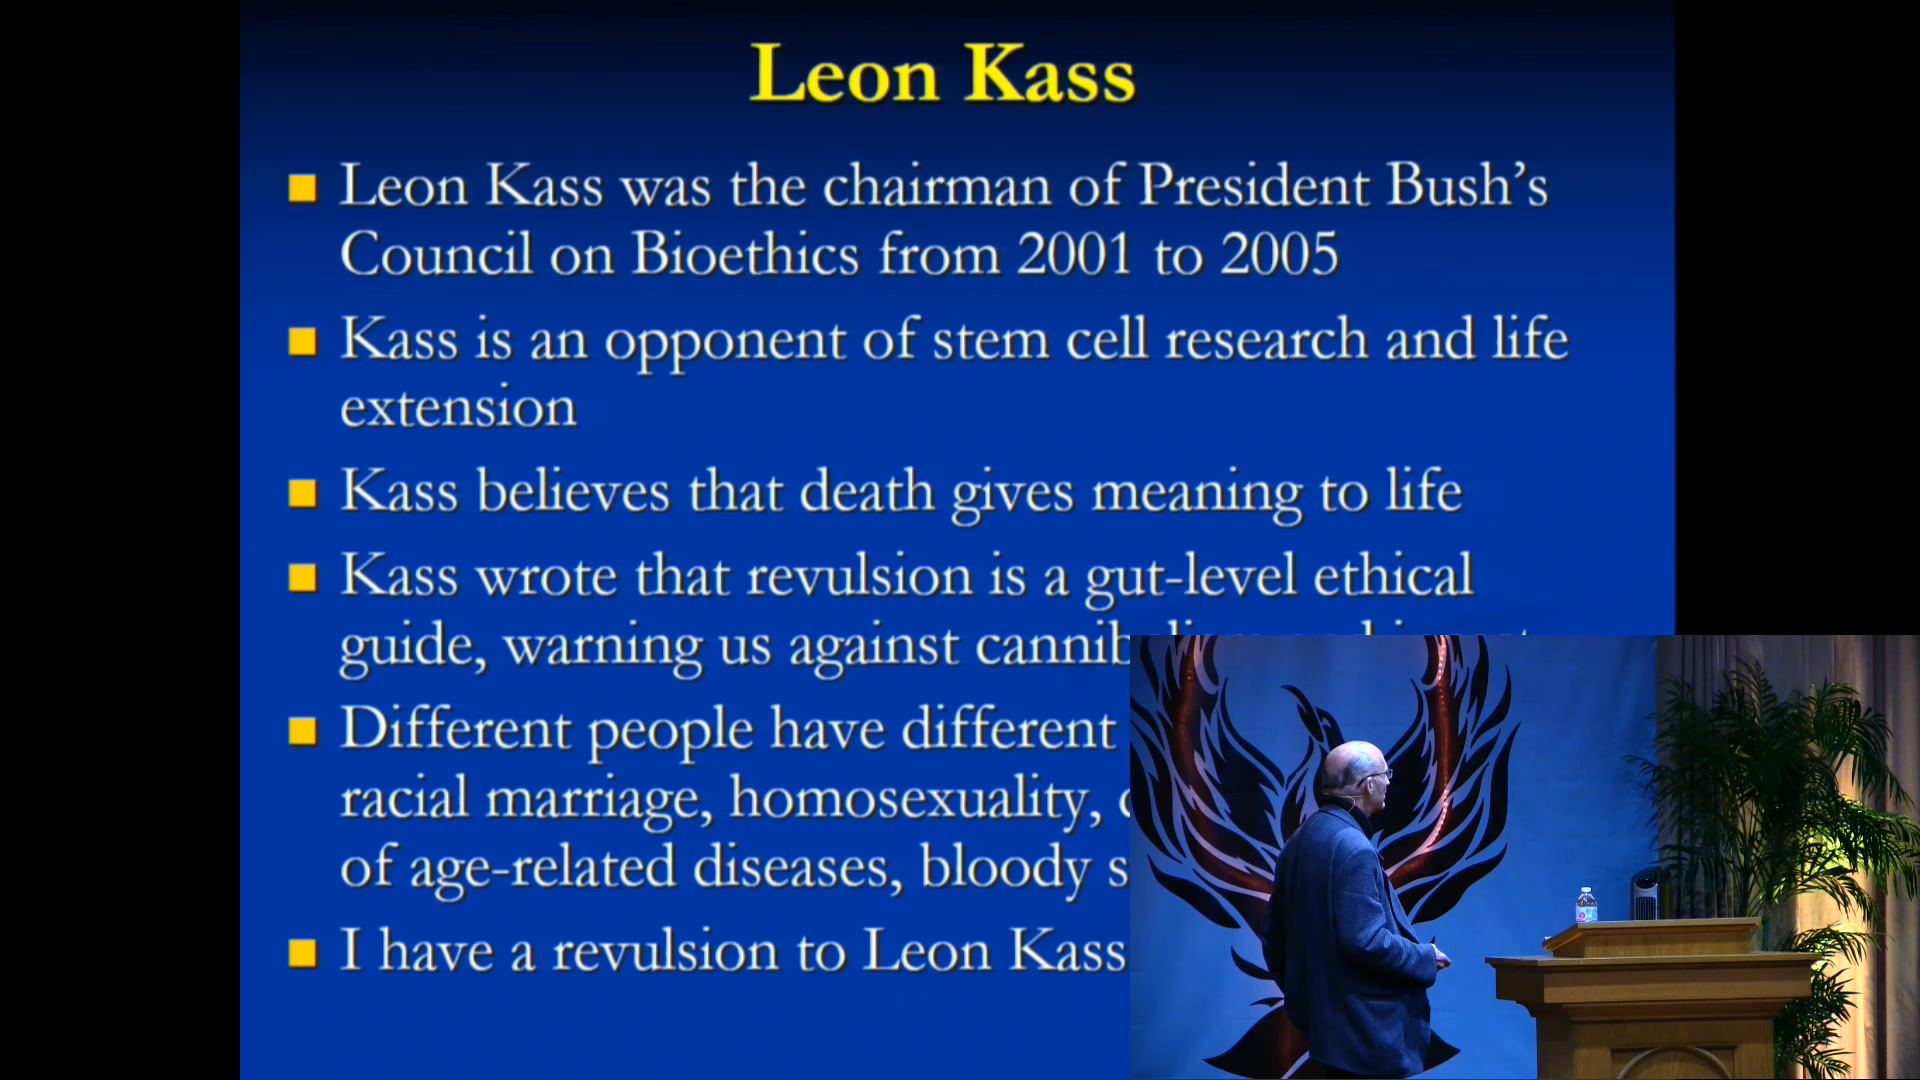 Leon Kass
Leon Kass was the chairman of President Bush's
Council on Bioethics from 2001 to 2005
Kass is an opponent of stem cell research and life
extension
Kass believes that death gives meaning to life
Kass wrote that revulsion is a gut-level ethical
guide, warning us against
Different people have different
racial marriage, homosexuality,
of age-related diseases, bloody
I have a revulsion to Leon Kass